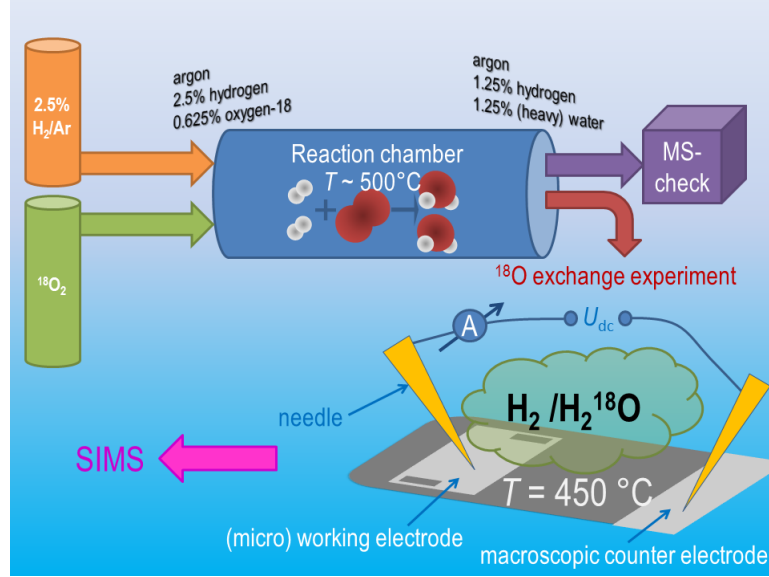 2.5%
H₂/Ar
¹⁸O₂
argon
2.5% hydrogen
0.625% oxygen-18
Reaction chamber
T ~ 500°C
+
argon
1.25% hydrogen
1.25% (heavy) water
MS-
check
¹⁸O exchange experiment
A
U_dc
needle
H₂ /H₂¹⁸O
SIMS
T = 450 °C
(micro) working electrode
macroscopic counter electrode